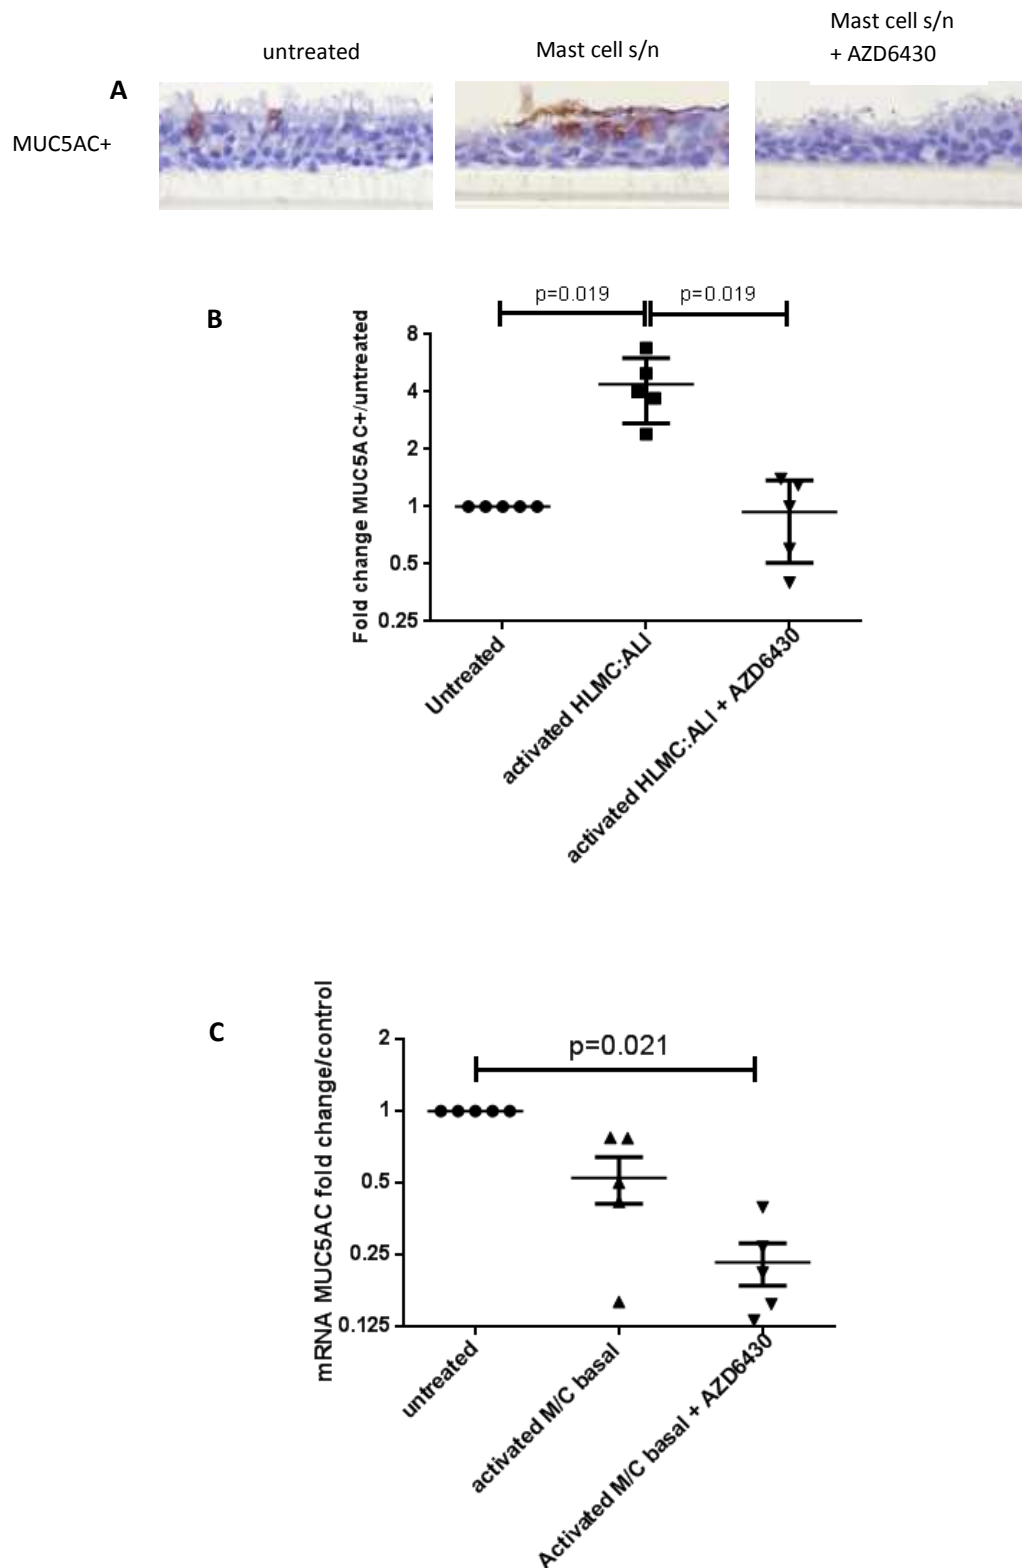 untreated
Mast cell s/n
Mast cell s/n
+ AZD6430
A
MUC5AC+
B
p=0.019
p=0.019
Fold change MUC5AC+/untreated
8
4
2
1
0.5
0.25
Untreated
activated HLMC:ALI
activated HLMC:ALI + AZD6430
C
p=0.021
mRNA MUC5AC fold change/control
2
1
0.5
0.25
0.125
untreated
activated M/C basal
Activated M/C basal + AZD6430